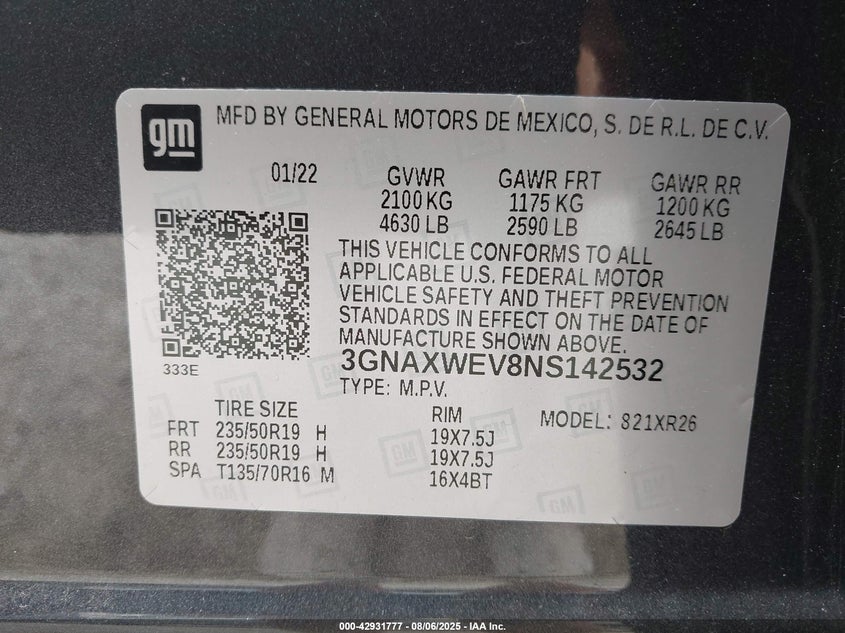 gm
MFD BY GENERAL MOTORS DE MEXICO, S. DE R.L. DE C.V.
01/22
GVWR GAWR FRT GAWR RR
2100 KG 1175 KG 1200 KG
4630 LB 2590 LB 2645 LB
THIS VEHICLE CONFORMS TO ALL
APPLICABLE U.S. FEDERAL MOTOR
VEHICLE SAFETY AND THEFT PREVENTION
STANDARDS IN EFFECT ON THE DATE OF
MANUFACTURE SHOWN ABOVE.
333E
3GNAXWEV8NS142532
TYPE: M.P.V.
TIRE SIZE RIM MODEL: 821XR26
FRT 235/50R19 H 19X7.5J
RR 235/50R19 H 19X7.5J
SPA T135/70R16 M 16X4BT
000-42931777 - 08/06/2025 - IAA Inc.